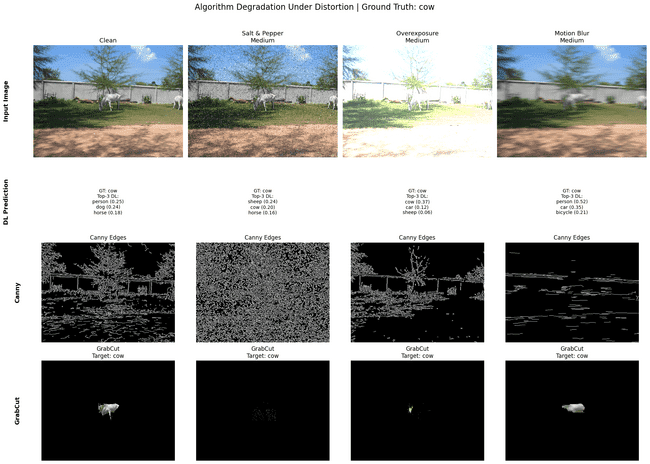 Algorithm Degradation Under Distortion | Ground Truth: cow
Clean
Salt & Pepper
Medium
Overexposure
Medium
Motion Blur
Medium
Input Image
DL Prediction
GT: cow
Top-3 DL:
person (0.25)
dog (0.24)
horse (0.18)
GT: cow
Top-3 DL:
sheep (0.24)
cow (0.20)
horse (0.16)
GT: cow
Top-3 DL:
cow (0.37)
car (0.12)
sheep (0.06)
GT: cow
Top-3 DL:
person (0.52)
car (0.35)
bicycle (0.21)
Canny
Canny Edges
Canny Edges
Canny Edges
Canny Edges
GrabCut
GrabCut
Target: cow
GrabCut
Target: cow
GrabCut
Target: cow
GrabCut
Target: cow